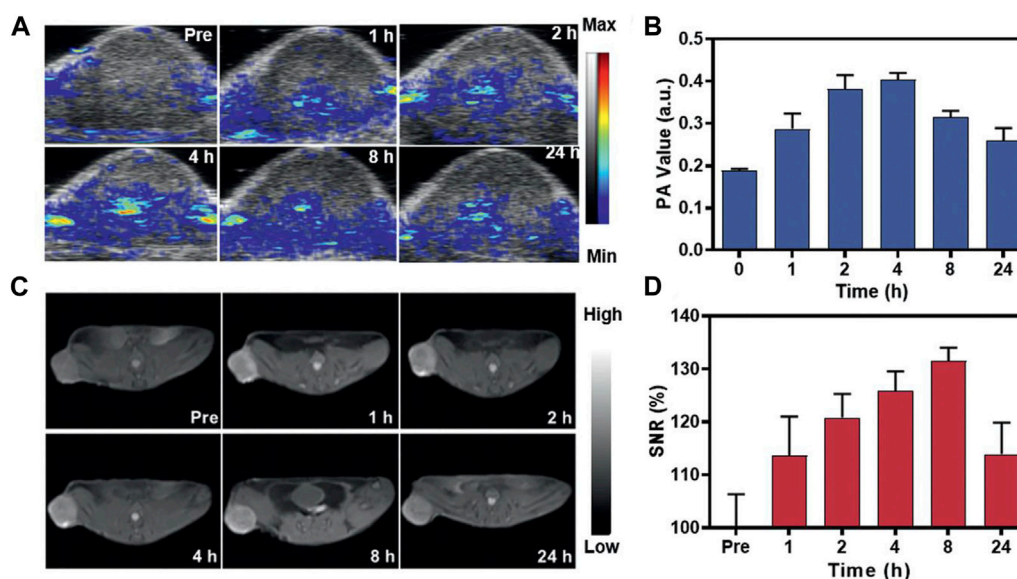 A
Pre
1 h
2 h
4 h
8 h
24 h
Max
Min
B
PA Value (a.u.)
0.5
0.4
0.3
0.2
0.1
0.0
0 1 2 4 8 24
Time (h)
C
Pre
1 h
2 h
4 h
8 h
24 h
High
Low
D
SNR (%)
140
130
120
110
100
Pre 1 2 4 8 24
Time (h)